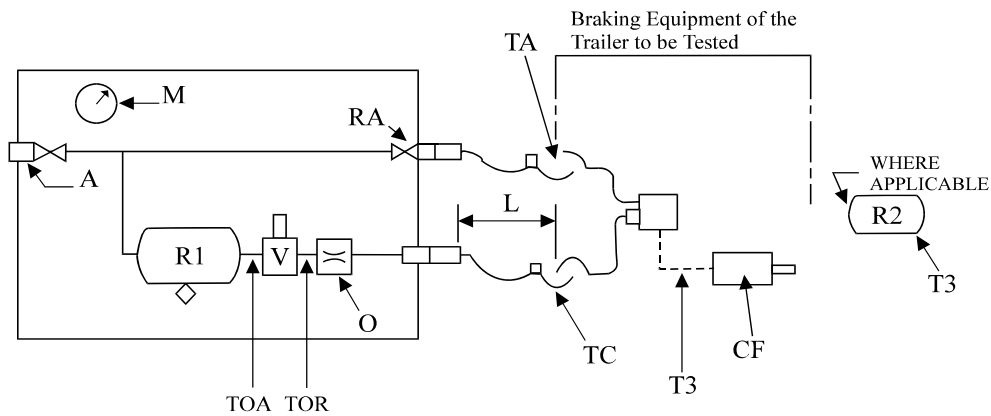 Braking Equipment of the
Trailer to be Tested
TA
M
RA
A
WHERE
APPLICABLE
L
R2
R1
V
T3
O
TC
CF
T3
TOA
TOR